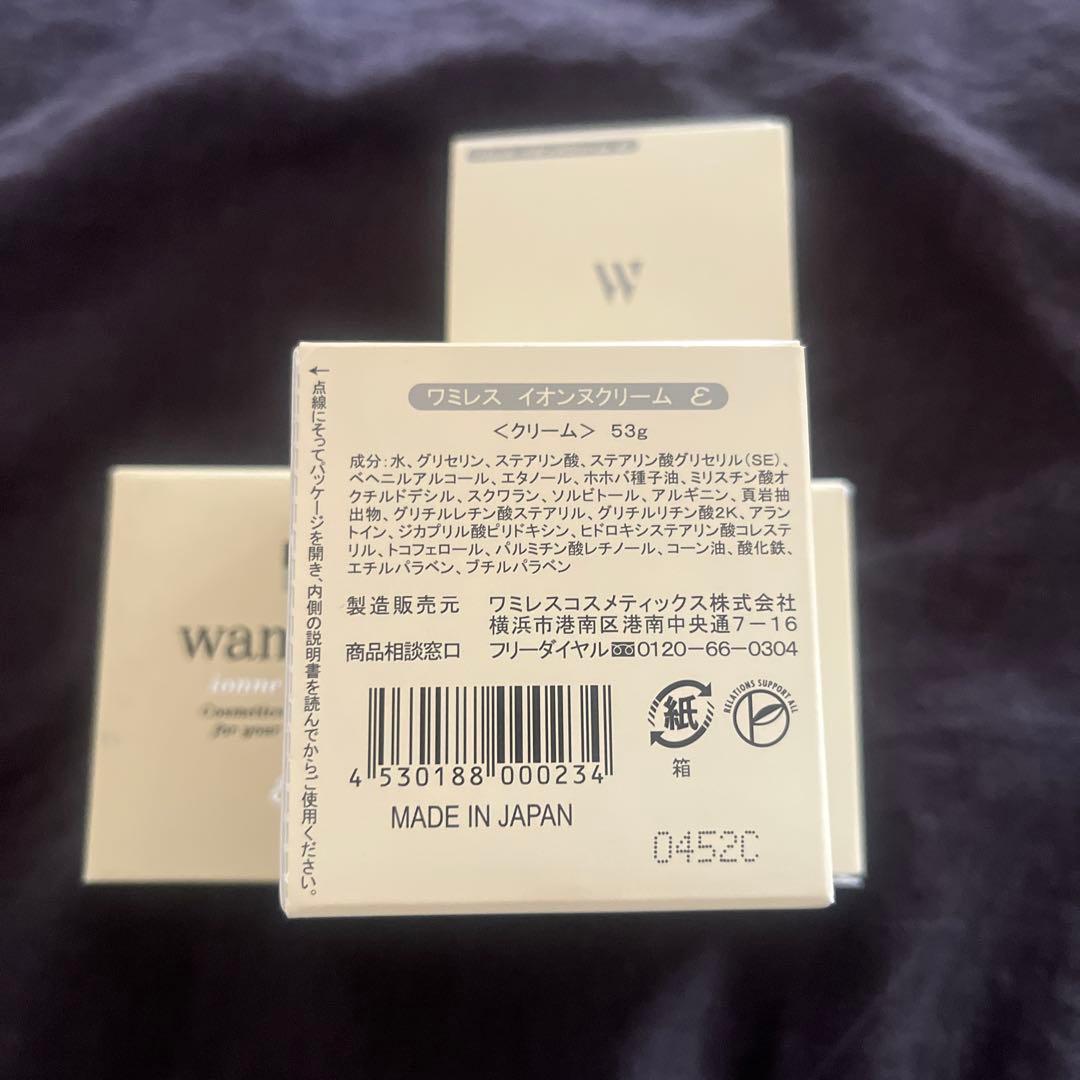 W
ワミレス イオンヌクリーム ε
＜クリーム＞ 53g
成分：水、グリセリン、ステアリン酸、ステアリン酸グリセリル（SE）、
ベヘニルアルコール、エタノール、ホホバ種子油、ミリスチン酸オ
クチルドデシル、スクワラン、ソルビトール、アルギニン、頁岩抽
出物、グリチルレチン酸ステアリル、グリチルリチン酸2K、アラン
トイン、ジカプリル酸ピリドキシン、ヒドロキシステアリン酸コレステ
リル、トコフェロール、パルミチン酸レチノール、コーン油、酸化鉄、
エチルパラベン、ブチルパラベン
製造販売元 ワミレスコスメティックス株式会社
横浜市港南区港南中央通7－16
商品相談窓口 フリーダイヤル 0120－66－0304
4 530188 000234
MADE IN JAPAN
紙
箱
RELATIONS SUPPORT ALL
0452C
←点線にそってパッケージを開き、内側の説明書を読んでからご使用ください。
wam
ionne
Cosmetics
for your